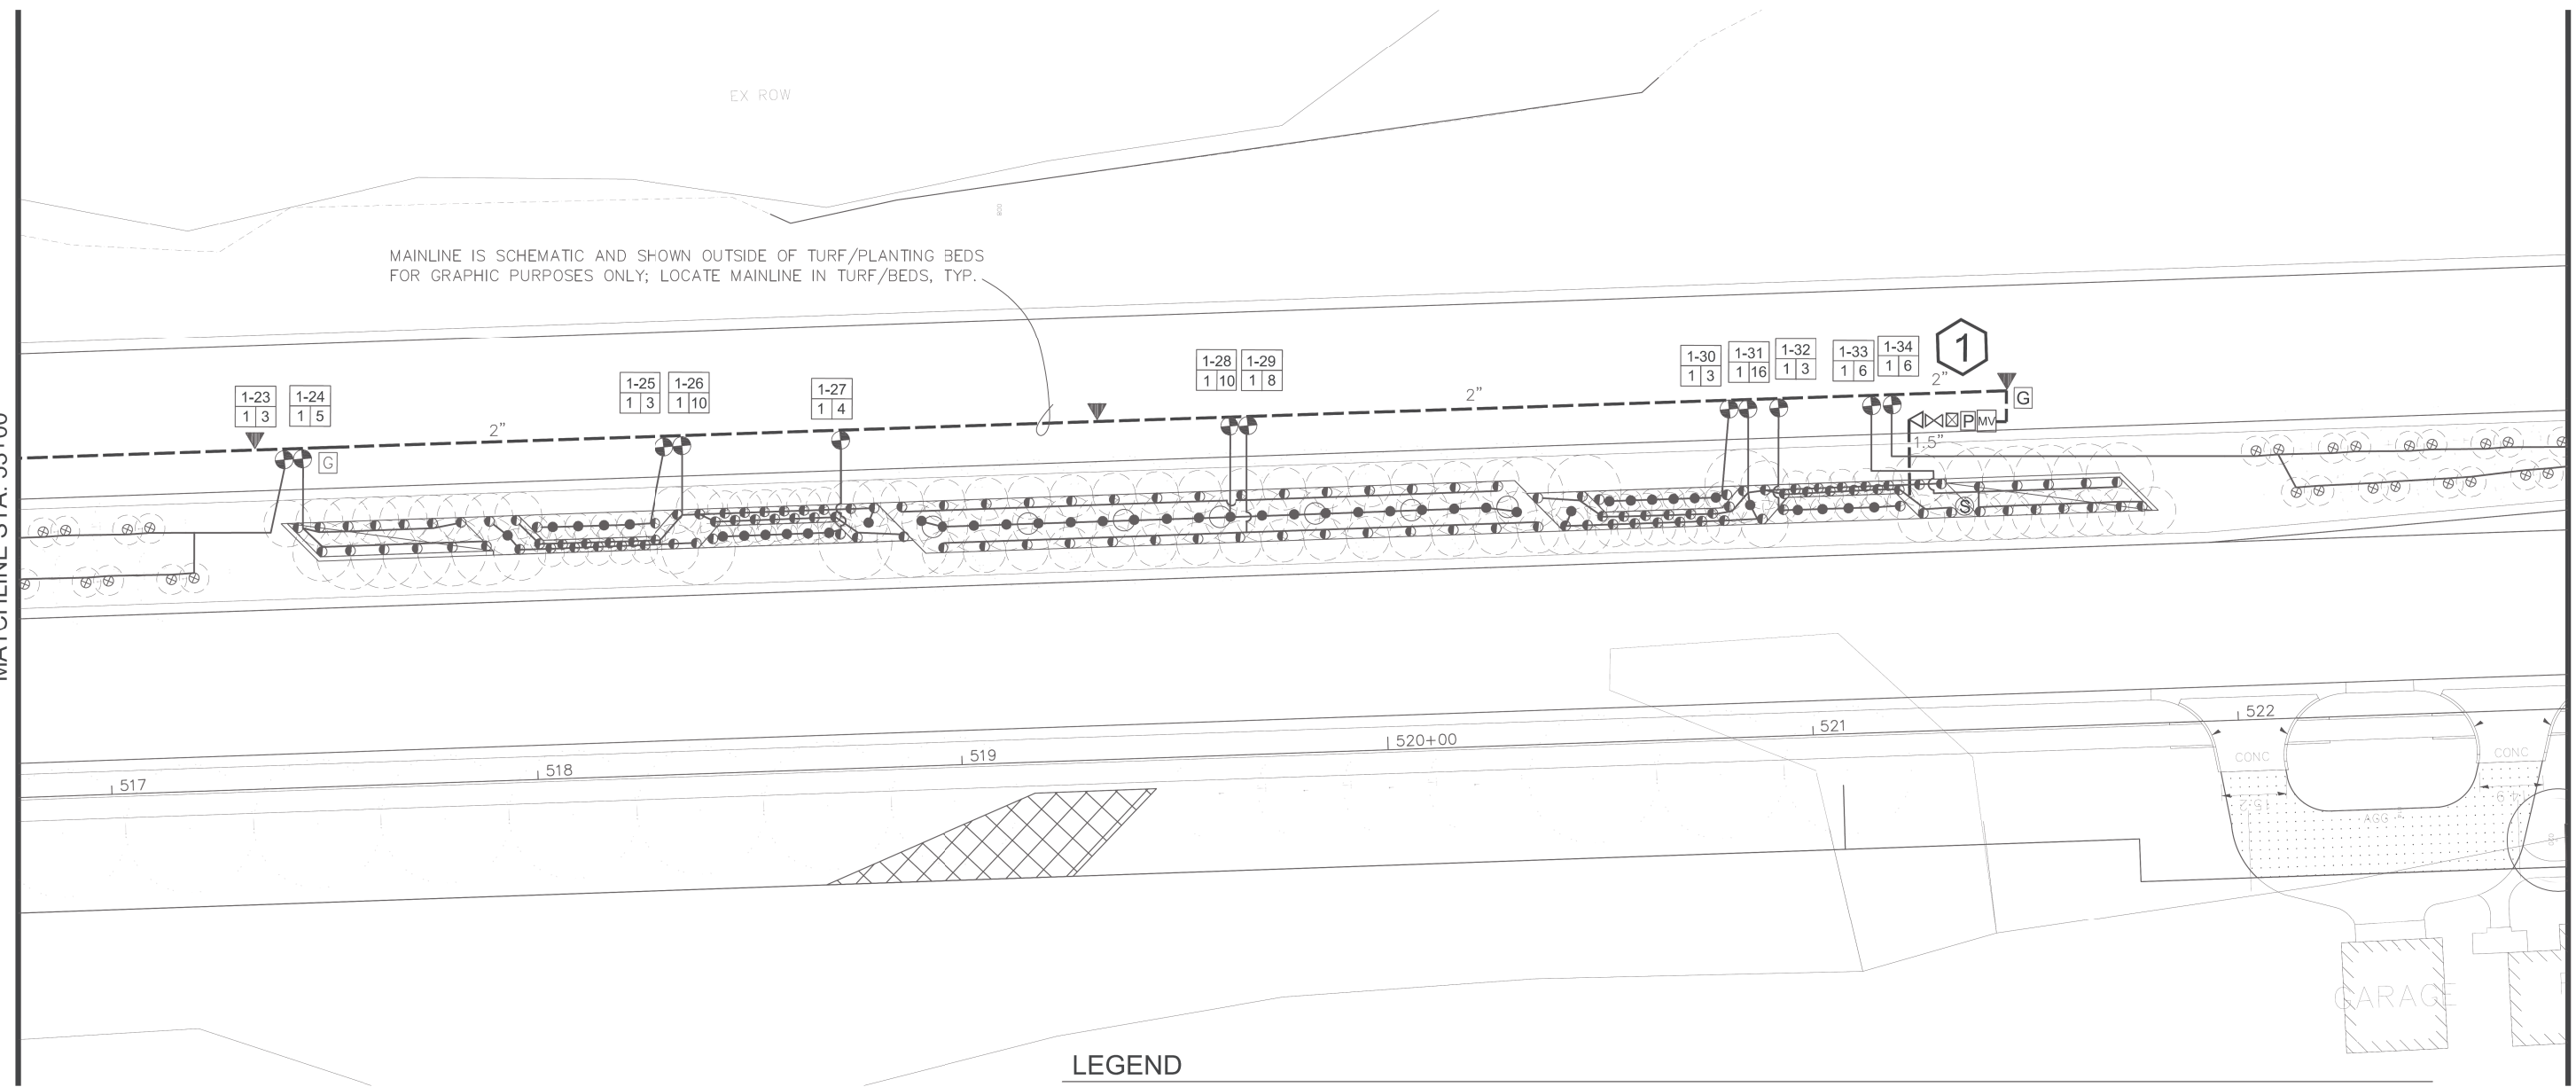 EX ROW
MAINLINE IS SCHEMATIC AND SHOWN OUTSIDE OF TURF/PLANTING BEDS
FOR GRAPHIC PURPOSES ONLY; LOCATE MAINLINE IN TURF/BEDS, TYP.
1-23
1 3
1-24
1 5
1-25
1 3
1-26
1 10
1-27
1 4
1-28
1 10
1-29
1 8
1-30
1 3
1-31
1 16
1-32
1 3
1-33
1 6
1-34
1 6
1
2"
2"
2"
G
G
P
MV
1.5"
S
MATCHLINE STA.
517
518
519
520+00
521
522
CONC
CONC
15.2
AGG
GARAGE
LEGEND